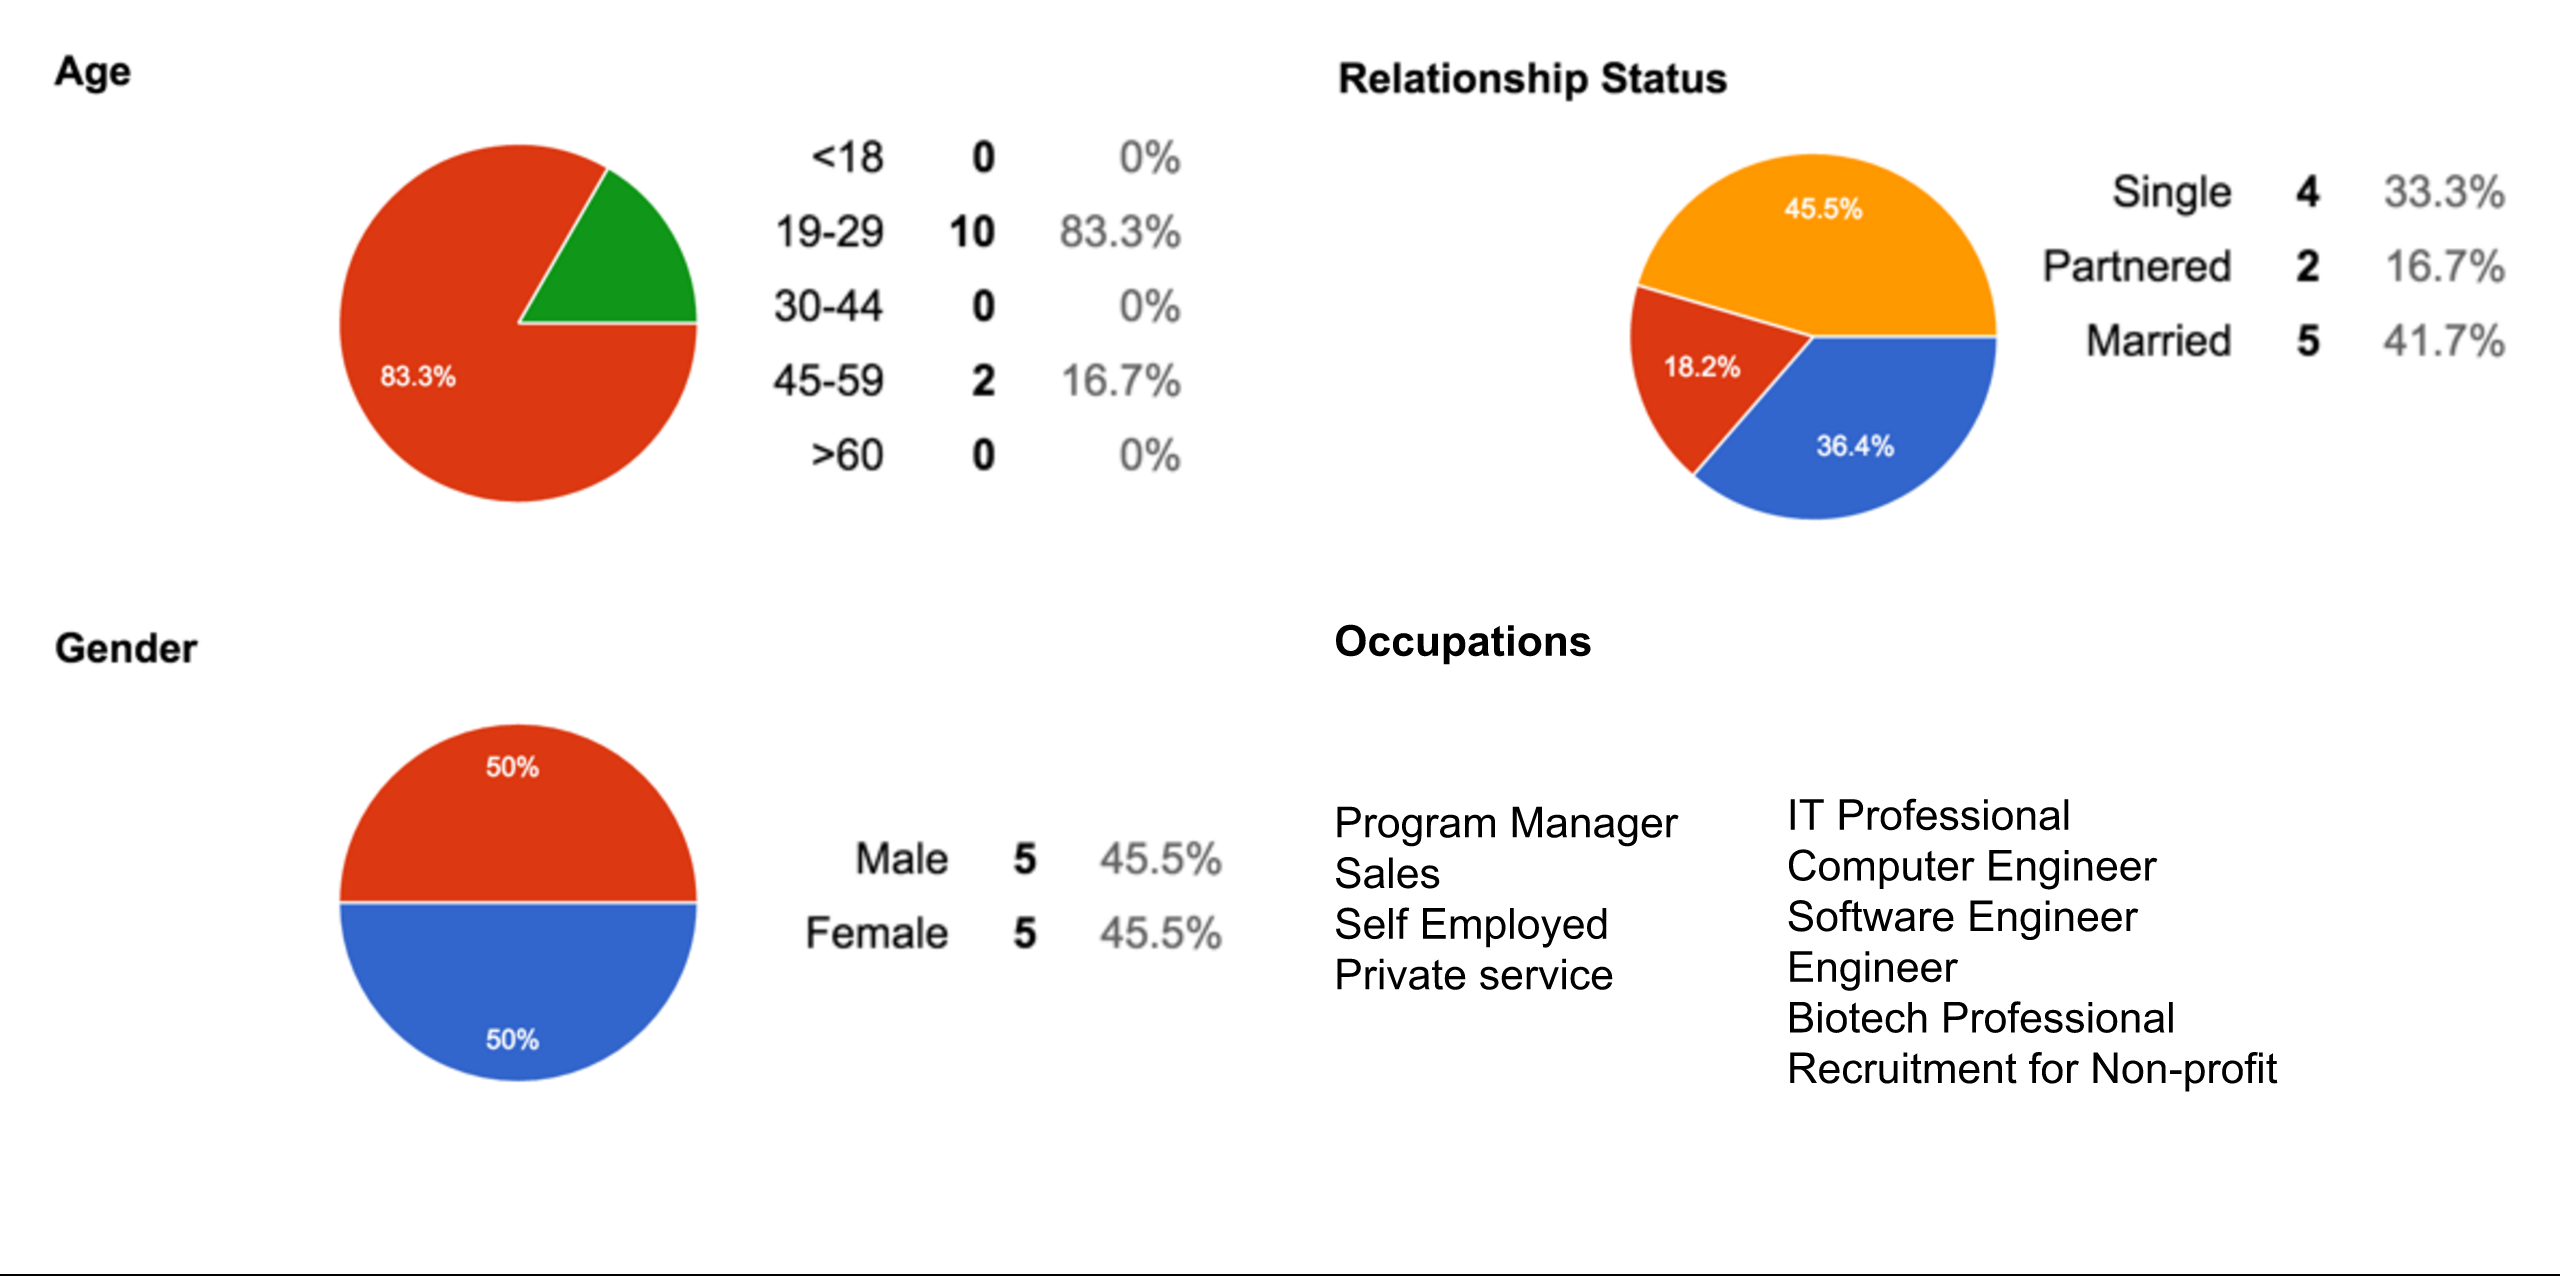 Age
<18 0 0%
19-29 10 83.3%
30-44 0 0%
45-59 2 16.7%
>60 0 0%
83.3%
Relationship Status
45.5%
18.2%
36.4%
Single 4 33.3%
Partnered 2 16.7%
Married 5 41.7%
Gender
50%
50%
Male 5 45.5%
Female 5 45.5%
Occupations
Program Manager
Sales
Self Employed
Private service
IT Professional
Computer Engineer
Software Engineer
Engineer
Biotech Professional
Recruitment for Non-profit